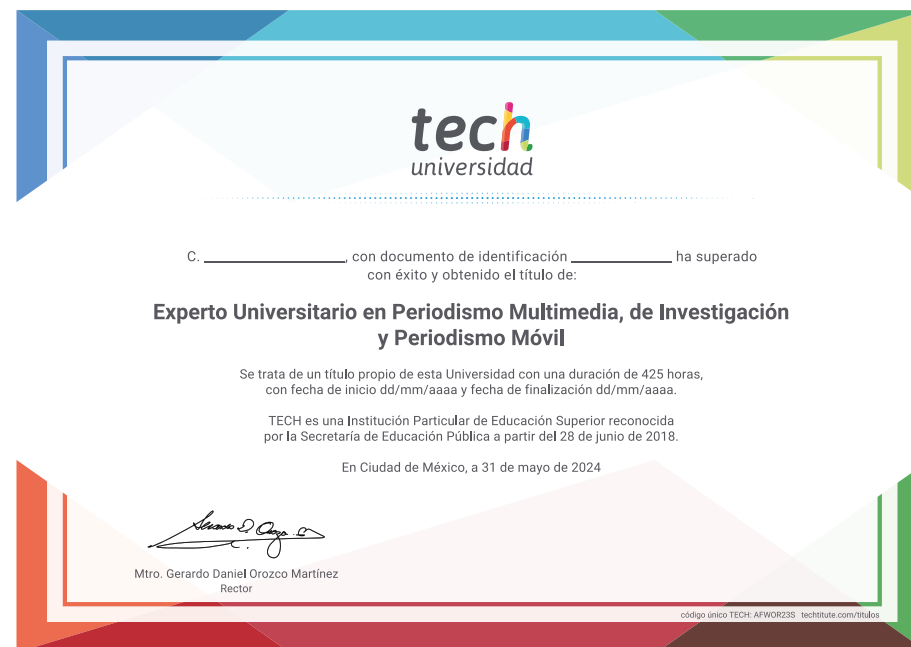 tech
universidad
C. ____________, con documento de identificación ____________ ha superado
con éxito y obtenido el título de:
Experto Universitario en Periodismo Multimedia, de Investigación
y Periodismo Móvil
Se trata de un título propio de esta Universidad con una duración de 425 horas,
con fecha de inicio dd/mm/aaaa y fecha de finalización dd/mm/aaaa.
TECH es una Institución Particular de Educación Superior reconocida
por la Secretaría de Educación Pública a partir del 28 de junio de 2018.
En Ciudad de México, a 31 de mayo de 2024
Mtro. Gerardo Daniel Orozco Martínez
Rector
código único TECH: AFWOR23S techtitute.com/titulos